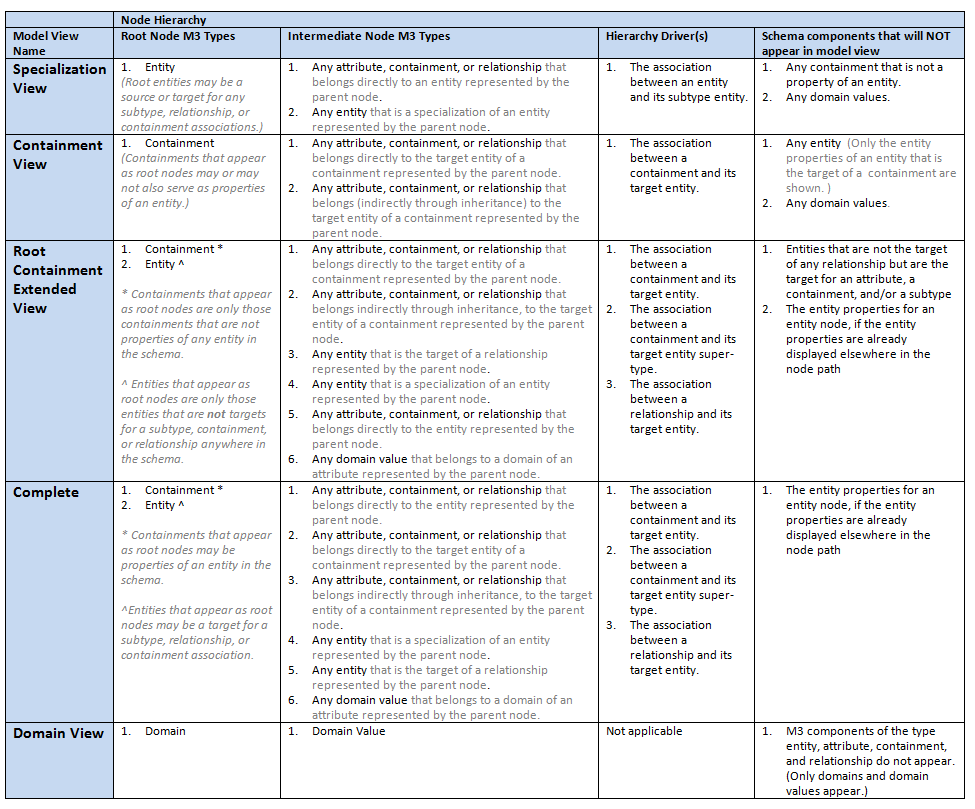 Node Hierarchy
Model View Name
Root Node M3 Types
Intermediate Node M3 Types
Hierarchy Driver(s)
Schema components that will NOT appear in model view
Specialization View
1. Entity
(Root entities may be a
source or target for any
subtype, relationship, or
containment associations.)
1. Any attribute, containment, or relationship that
belongs directly to an entity represented by the
parent node.
2. Any entity that is a specialization of an entity
represented by the parent node.
1. The association
between an entity
and its subtype entity.
1. Any containment that is not a
property of an entity.
2. Any domain values.
Containment View
1. Containment
(Containments that appear
as root nodes may or may
not also serve as properties
of an entity.)
1. Any attribute, containment, or relationship that
belongs directly to the target entity of a
containment represented by the parent node.
2. Any attribute, containment, or relationship that
belongs (indirectly through inheritance) to the
target entity of a containment represented by the
parent node.
1. The association
between a
containment and its
target entity.
1. Any entity (Only the entity
properties of an entity that is
the target of a containment are
shown. )
2. Any domain values.
Root Containment Extended View
1. Containment *
2. Entity ^
* Containments that appear
as root nodes are only those
containments that are not
properties of any entity in
the schema.
^ Entities that appear as
root nodes are only those
entities that are not targets
for a subtype, containment,
or relationship anywhere in
the schema.
1. Any attribute, containment, or relationship that
belongs directly to the target entity of a
containment represented by the parent node.
2. Any attribute, containment, or relationship that
belongs indirectly through inheritance, to the target
entity of a containment represented by the parent
node.
3. Any entity that is the target of a relationship
represented by the parent node.
4. Any entity that is a specialization of an entity
represented by the parent node.
5. Any attribute, containment, or relationship that
belongs directly to the entity represented by the
parent node.
6. Any domain value that belongs to a domain of an
attribute represented by the parent node.
1. The association
between a
containment and its
target entity.
2. The association
between a
containment and its
target entity super-
type.
3. The association
between a
relationship and its
target entity.
1. Entities that are not the target
of any relationship but are the
target for an attribute, a
containment, and/or a subtype
2. The entity properties for an
entity node, if the entity
properties are already
displayed elsewhere in the
node path
Complete
1. Containment *
2. Entity ^
* Containments that appear
as root nodes may be
properties of an entity in the
schema.
^Entities that appear as root
nodes may be a target for a
subtype, relationship, or
containment association.
1. Any attribute, containment, or relationship that
belongs directly to the entity represented by the
parent node.
2. Any attribute, containment, or relationship that
belongs directly to the target entity of a
containment represented by the parent node.
3. Any attribute, containment, or relationship that
belongs indirectly through inheritance, to the target
entity of a containment represented by the parent
node.
4. Any entity that is a specialization of an entity
represented by the parent node.
5. Any entity that is the target of a relationship
represented by the parent node.
6. Any domain value that belongs to a domain of an
attribute represented by the parent node.
1. The association
between a
containment and its
target entity.
2. The association
between a
containment and its
target entity super-
type.
3. The association
between a
relationship and its
target entity.
1. The entity properties for an
entity node, if the entity
properties are already
displayed elsewhere in the
node path
Domain View
1. Domain
1. Domain Value
Not applicable
1. M3 components of the type
entity, attribute, containment,
and relationship do not appear.
(Only domains and domain
values appear.)